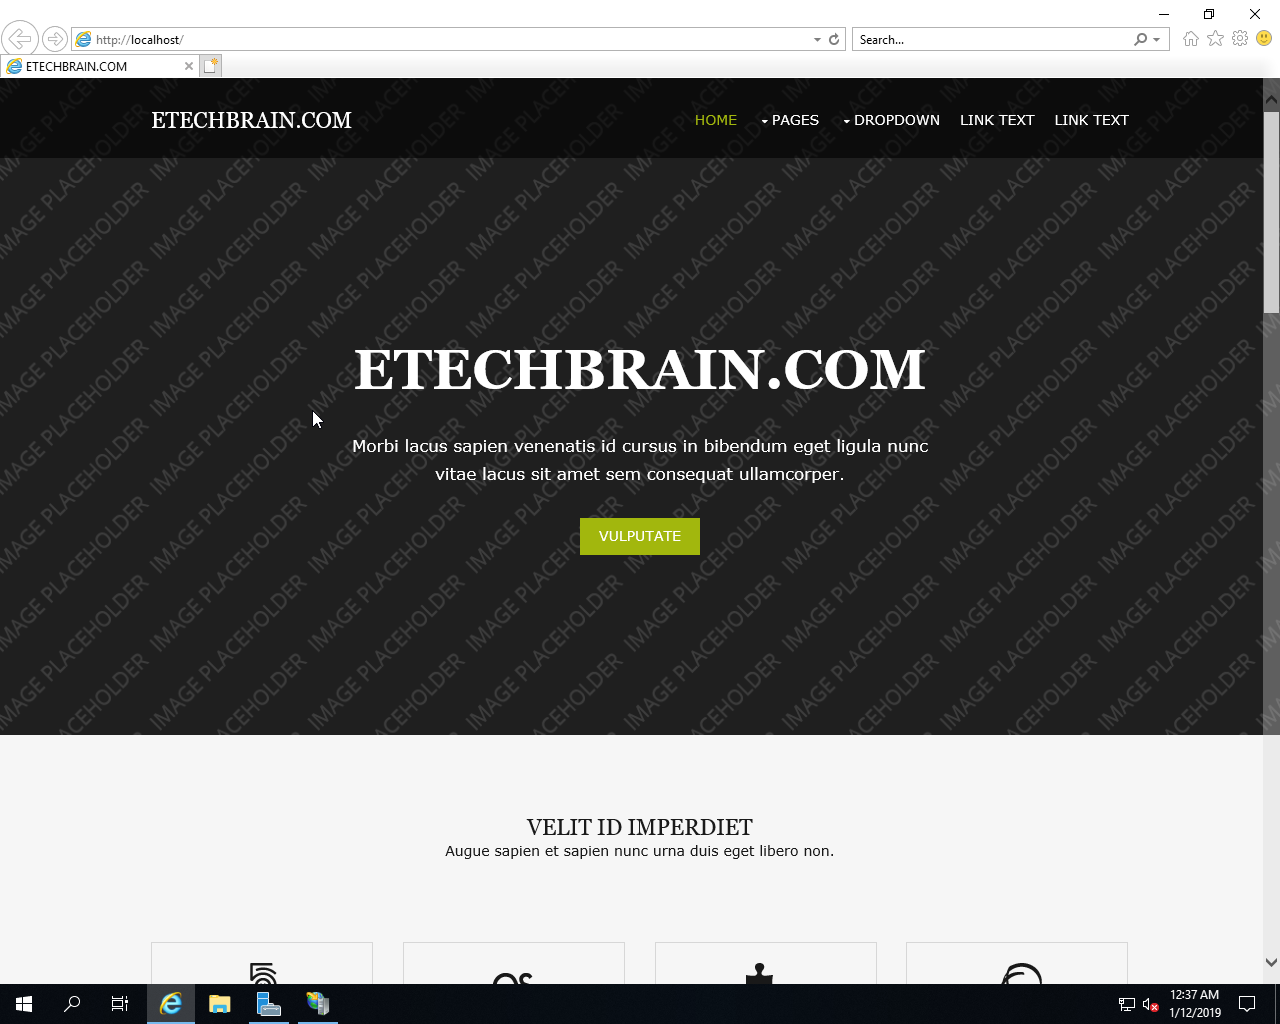 http://localhost/
Search...
ETECHBRAIN.COM
ETECHBRAIN.COM
HOME
PAGES
DROPDOWN
LINK TEXT
LINK TEXT
IMAGE PLACEHOLDER
ETECHBRAIN.COM
Morbi lacus sapien venenatis id cursus in bibendum eget ligula nunc
vitae lacus sit amet sem consequat ullamcorper.
VULPUTATE
VELIT ID IMPERDIET
Augue sapien et sapien nunc urna duis eget libero non.
12:37 AM
1/12/2019